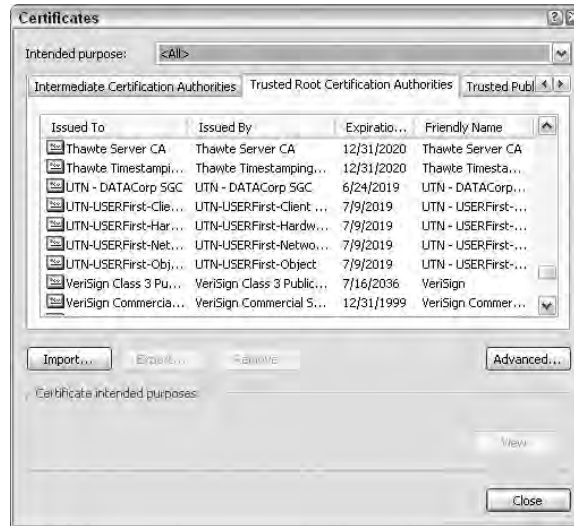 Certificates
Intended purpose: <All>
Intermediate Certification Authorities Trusted Root Certification Authorities Trusted Publ
Issued To Issued By Expiratio... Friendly Name
Thawte Server CA Thawte Server CA 12/31/2020 Thawte Server CA
Thawte Timestampi... Thawte Timestamping... 12/31/2020 Thawte Timesta...
UTN - DATACorp SGC UTN - DATACorp SGC 6/24/2019 UTN - DATACorp...
UTN-USERFirst-Clie... UTN-USERFirst-Client ... 7/9/2019 UTN - USERFirst-...
UTN-USERFirst-Har... UTN-USERFirst-Hardw... 7/9/2019 UTN - USERFirst-...
UTN-USERFirst-Net... UTN-USERFirst-Netwo... 7/9/2019 UTN - USERFirst-...
UTN-USERFirst-Obj... UTN-USERFirst-Object 7/9/2019 UTN - USERFirst-...
VeriSign Class 3 Pu... VeriSign Class 3 Public... 7/16/2036 VeriSign
VeriSign Commercia... VeriSign Commercial S... 12/31/1999 VeriSign Commer...
Import... Export... Remove Advanced...
Certificate intended purposes
View
Close